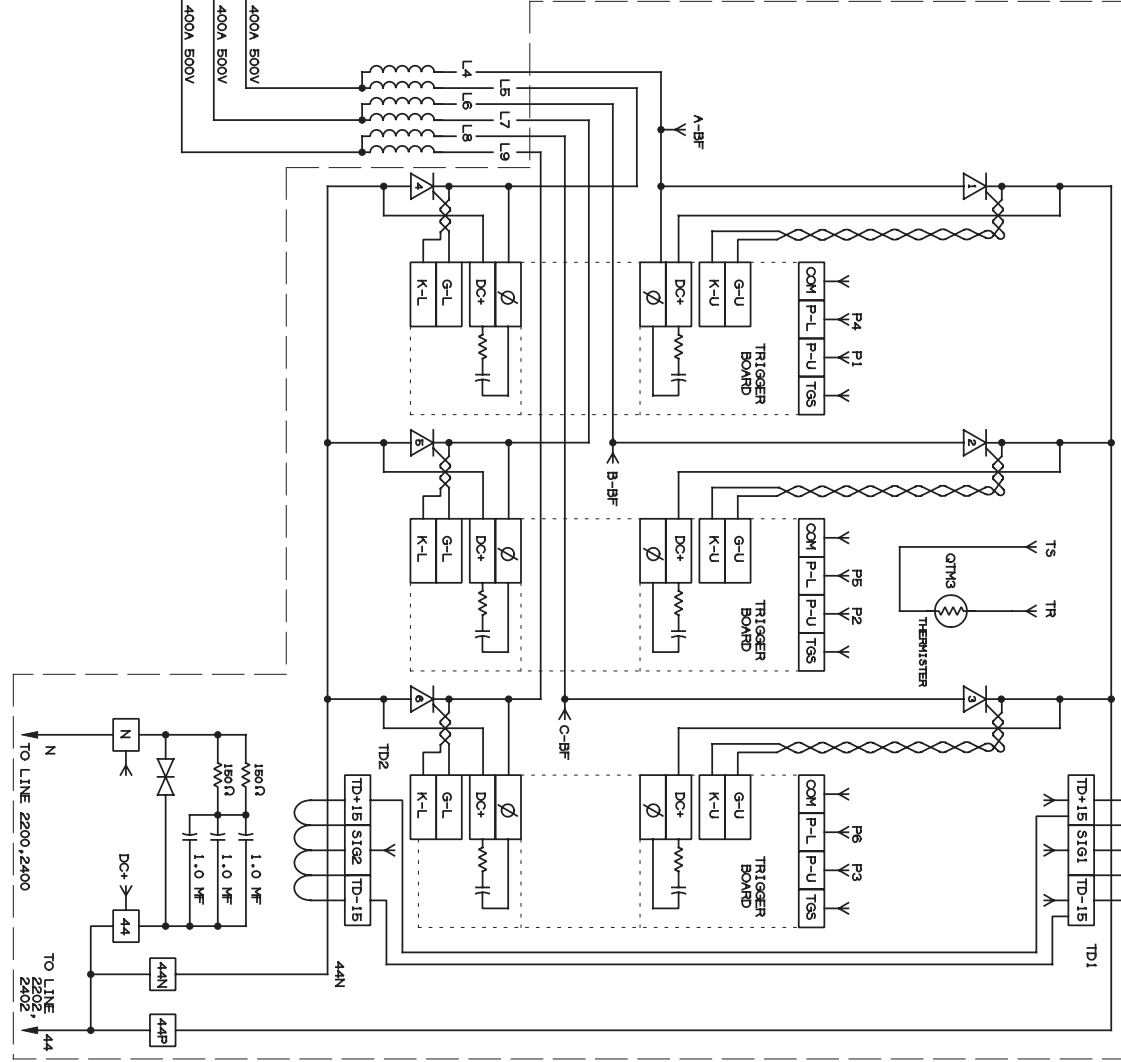 400A 500V
400A 500V
400A 500V
L4
L5
L6
L7
L8
L9
A-BF
1
4
K-L
G-L
DC+
Ø
Ø
DC+
K-U
G-U
COM
P-L
P-U
TGS
P4
P1
TRIGGER
BOARD
B-BF
2
5
K-L
G-L
DC+
Ø
Ø
DC+
K-U
G-U
COM
P-L
P-U
TGS
P5
P2
TRIGGER
BOARD
TS
TR
QTM3
THERMISTER
C-BF
3
6
K-L
G-L
DC+
Ø
Ø
DC+
K-U
G-U
COM
P-L
P-U
TGS
P6
P3
TRIGGER
BOARD
TD2
TD+15
SIG2
TD-15
TD+15
SIG1
TD-15
TD1
N
N
TO LINE 2200,2400
150Ω
150Ω
1.0 MF
1.0 MF
1.0 MF
DC+
44
44N
44N
44P
TO LINE
2202,
2402
44